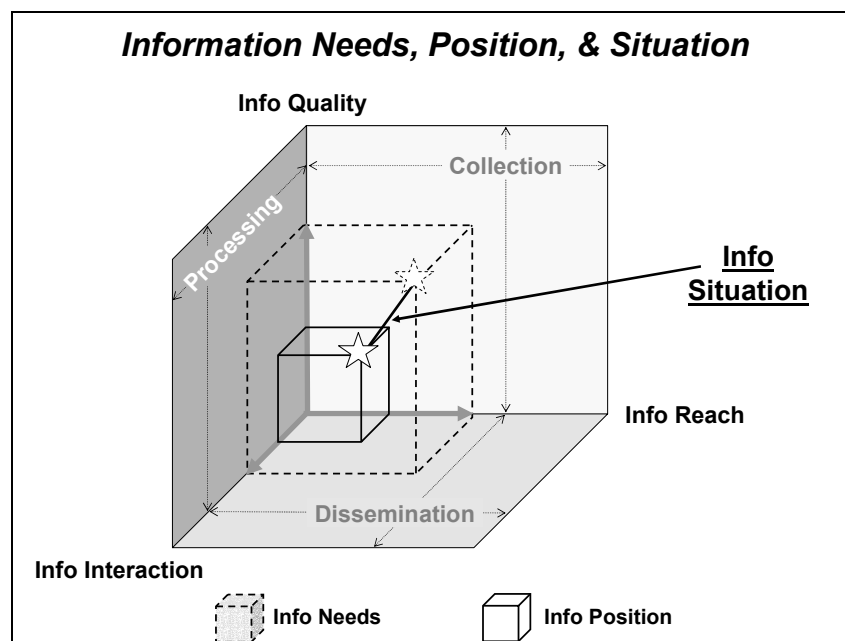 Information Needs, Position, & Situation
Info Quality
Collection
Processing
Info
Situation
Info Reach
Dissemination
Info Interaction
Info Needs
Info Position